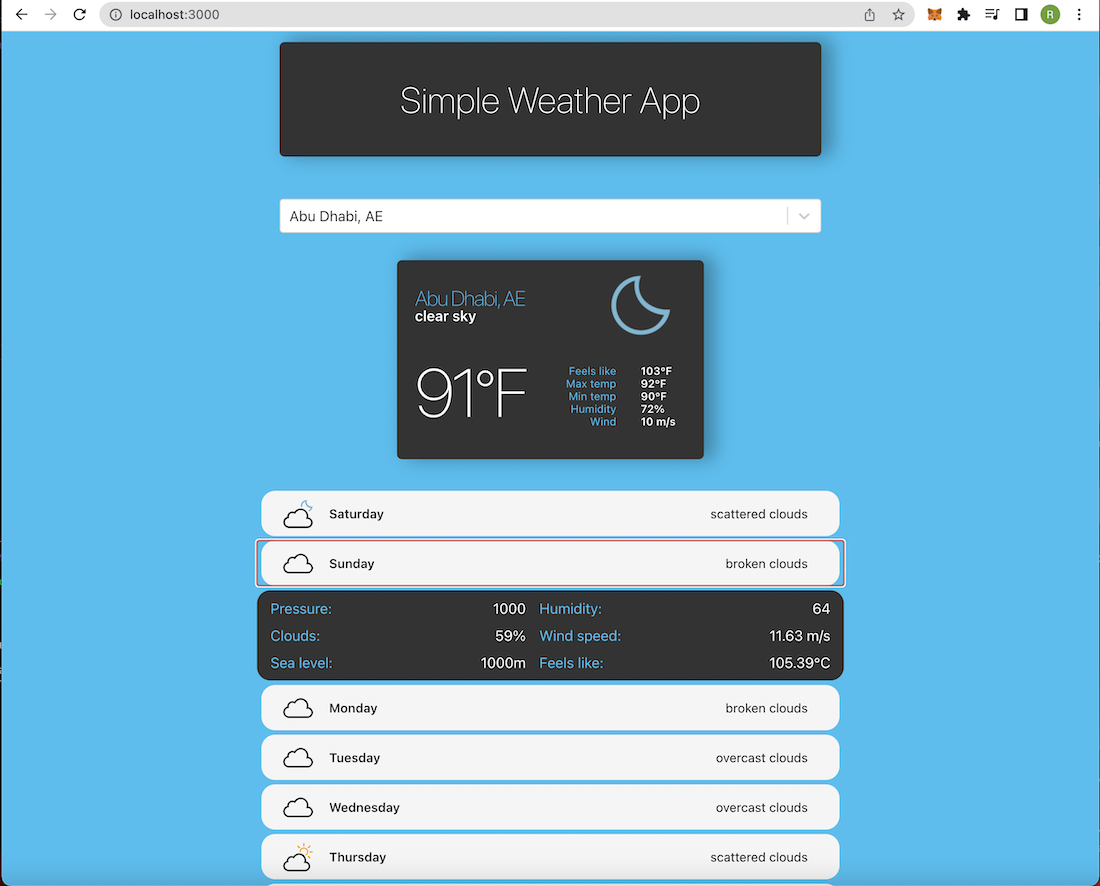 localhost:3000
R
Simple Weather App
Abu Dhabi, AE
Abu Dhabi, AE
clear sky
91°F
Feels like 103°F
Max temp 92°F
Min temp 90°F
Humidity 72%
Wind 10 m/s
Saturday scattered clouds
Sunday broken clouds
Pressure: 1000 Humidity: 64
Clouds: 59% Wind speed: 11.63 m/s
Sea level: 1000m Feels like: 105.39°C
Monday broken clouds
Tuesday overcast clouds
Wednesday overcast clouds
Thursday scattered clouds